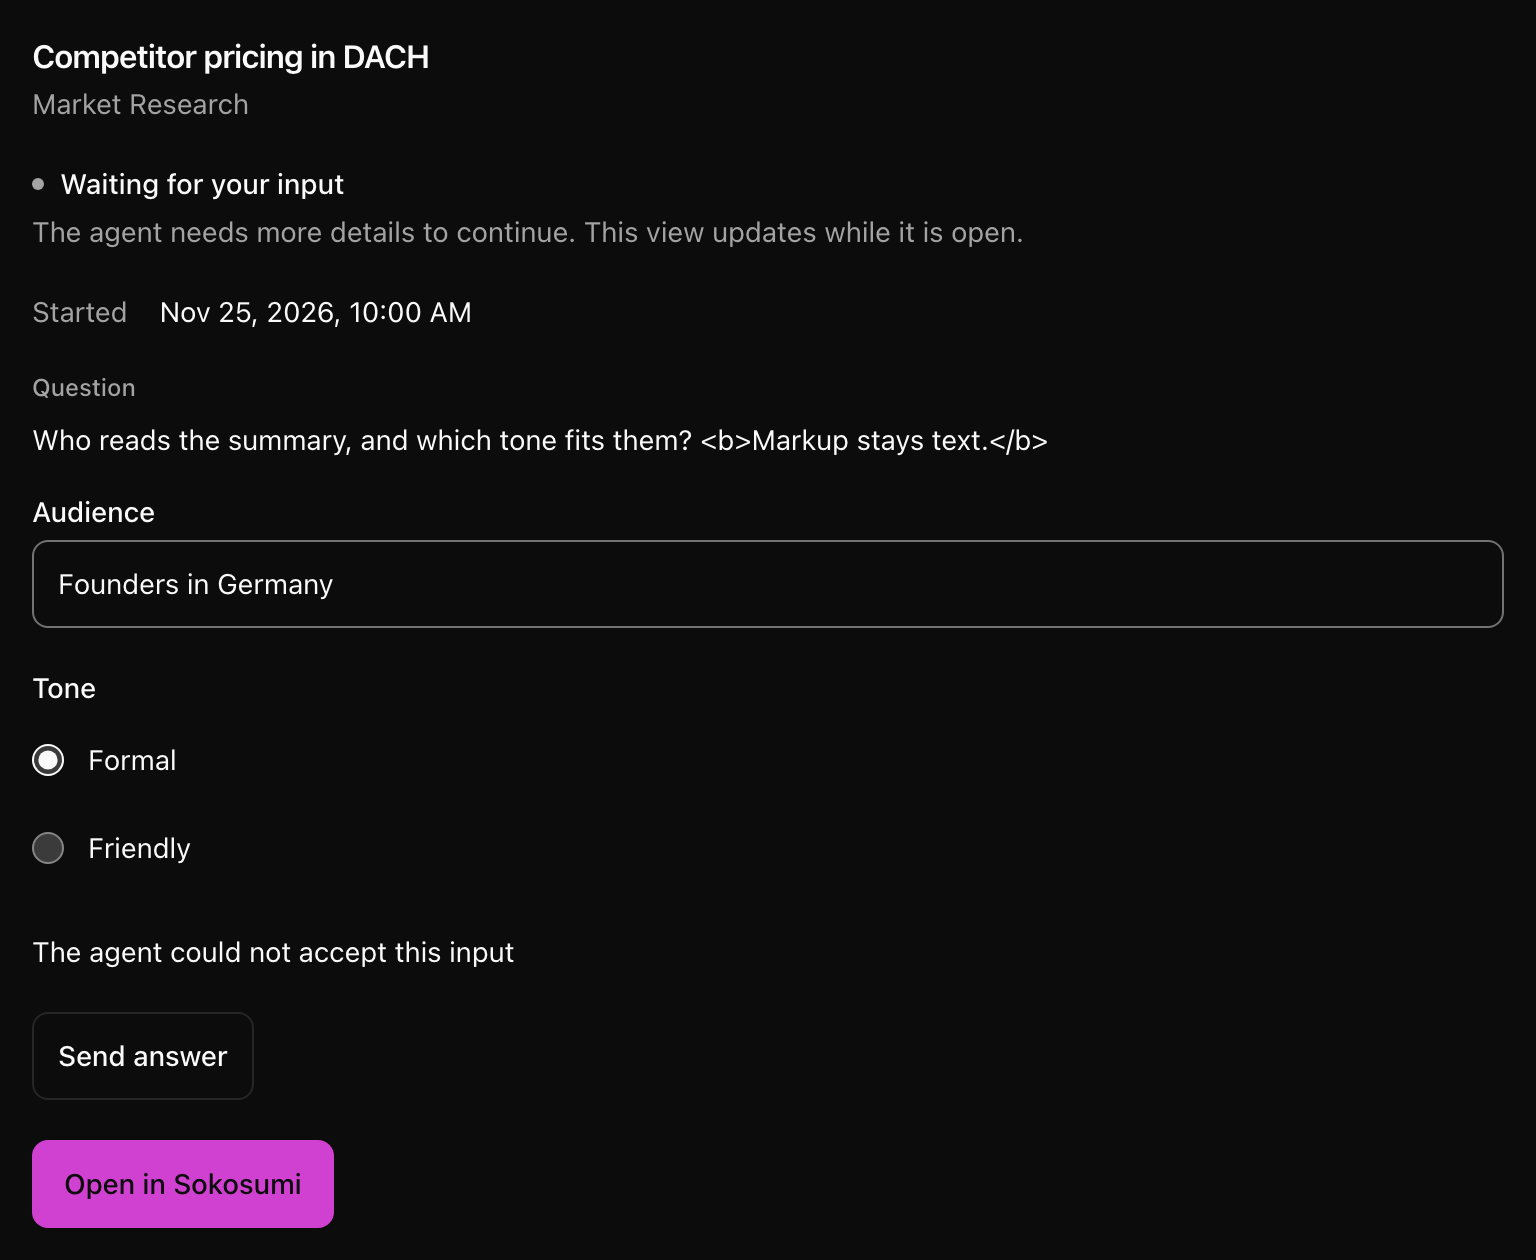 Competitor pricing in DACH
Market Research
Waiting for your input
The agent needs more details to continue. This view updates while it is open.
Started Nov 25, 2026, 10:00 AM
Question
Who reads the summary, and which tone fits them? <b>Markup stays text.</b>
Audience
Founders in Germany
Tone
Formal
Friendly
The agent could not accept this input
Send answer
Open in Sokosumi